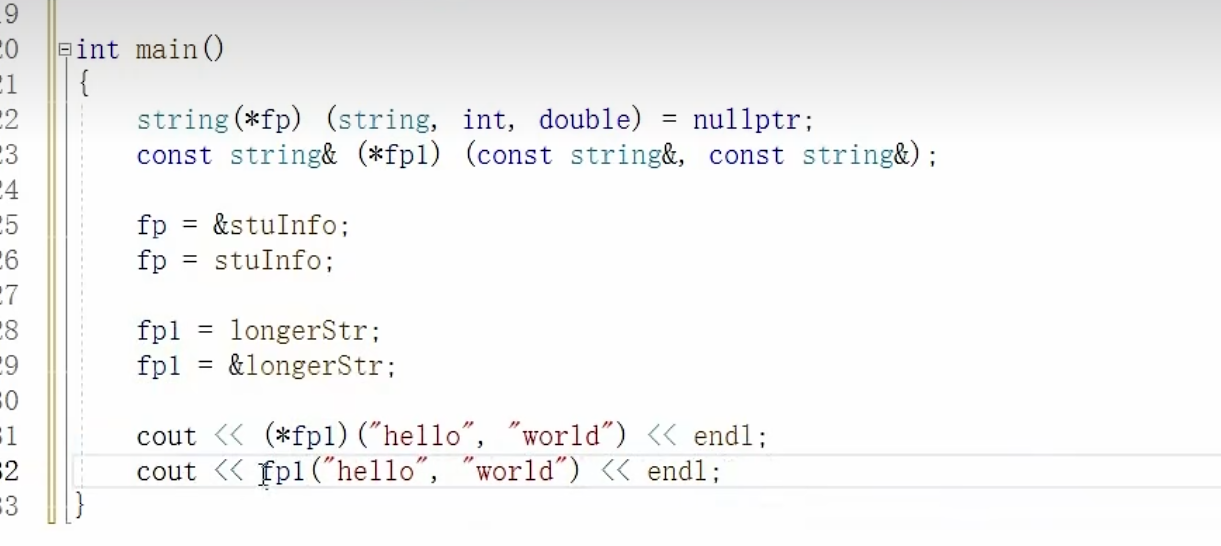 9
20 int main()
21 {
22 string(*fp) (string, int, double) = nullptr;
23 const string& (*fp1) (const string&, const string&);
24
25 fp = &stuInfo;
26 fp = stuInfo;
27
28 fp1 = longerStr;
29 fp1 = &longerStr;
30
31 cout << (*fp1)("hello", "world") << endl;
32 cout << fp1("hello", "world") << endl;
33 }